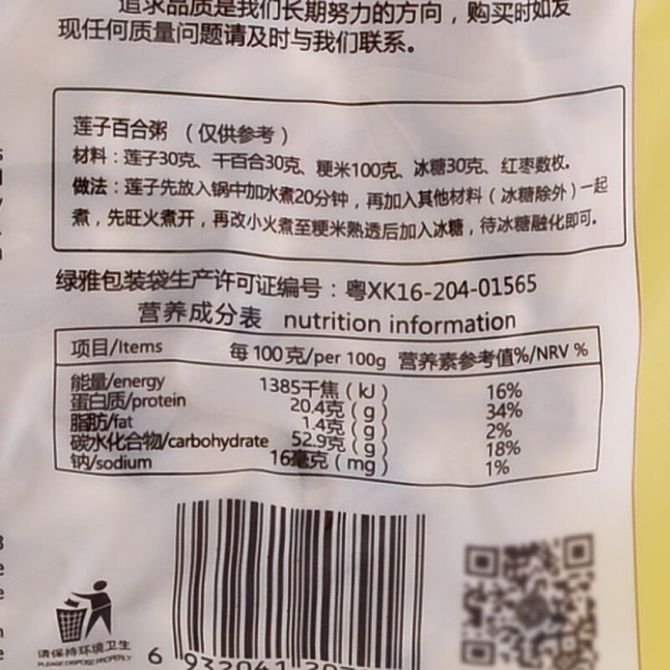 追求品质是我们长期努力的方向，购买时如发
现任何质量问题请及时与我们联系。
莲子百合粥 （仅供参考）
材料：莲子30克、干百合30克、粳米100克、冰糖30克、红枣数枚。
做法：莲子先放入锅中加水煮20分钟，再加入其他材料（冰糖除外）一起
煮，先旺火煮开，再改小火煮至粳米熟透后加入冰糖，待冰糖融化即可。
绿雅包装袋生产许可证编号：粤XK16-204-01565
营养成分表 nutrition information
项目/Items 每100克/per 100g 营养素参考值%/NRV %
能量/energy 1385千焦（kJ） 16%
蛋白质/protein 20.4克（g） 34%
脂肪/fat 1.4克（g） 2%
碳水化合物/carbohydrate 52.9克（g） 18%
钠/sodium 16毫克（mg） 1%
请保持环境卫生
PLEASE DISPOSE PROPERLY
6 932041